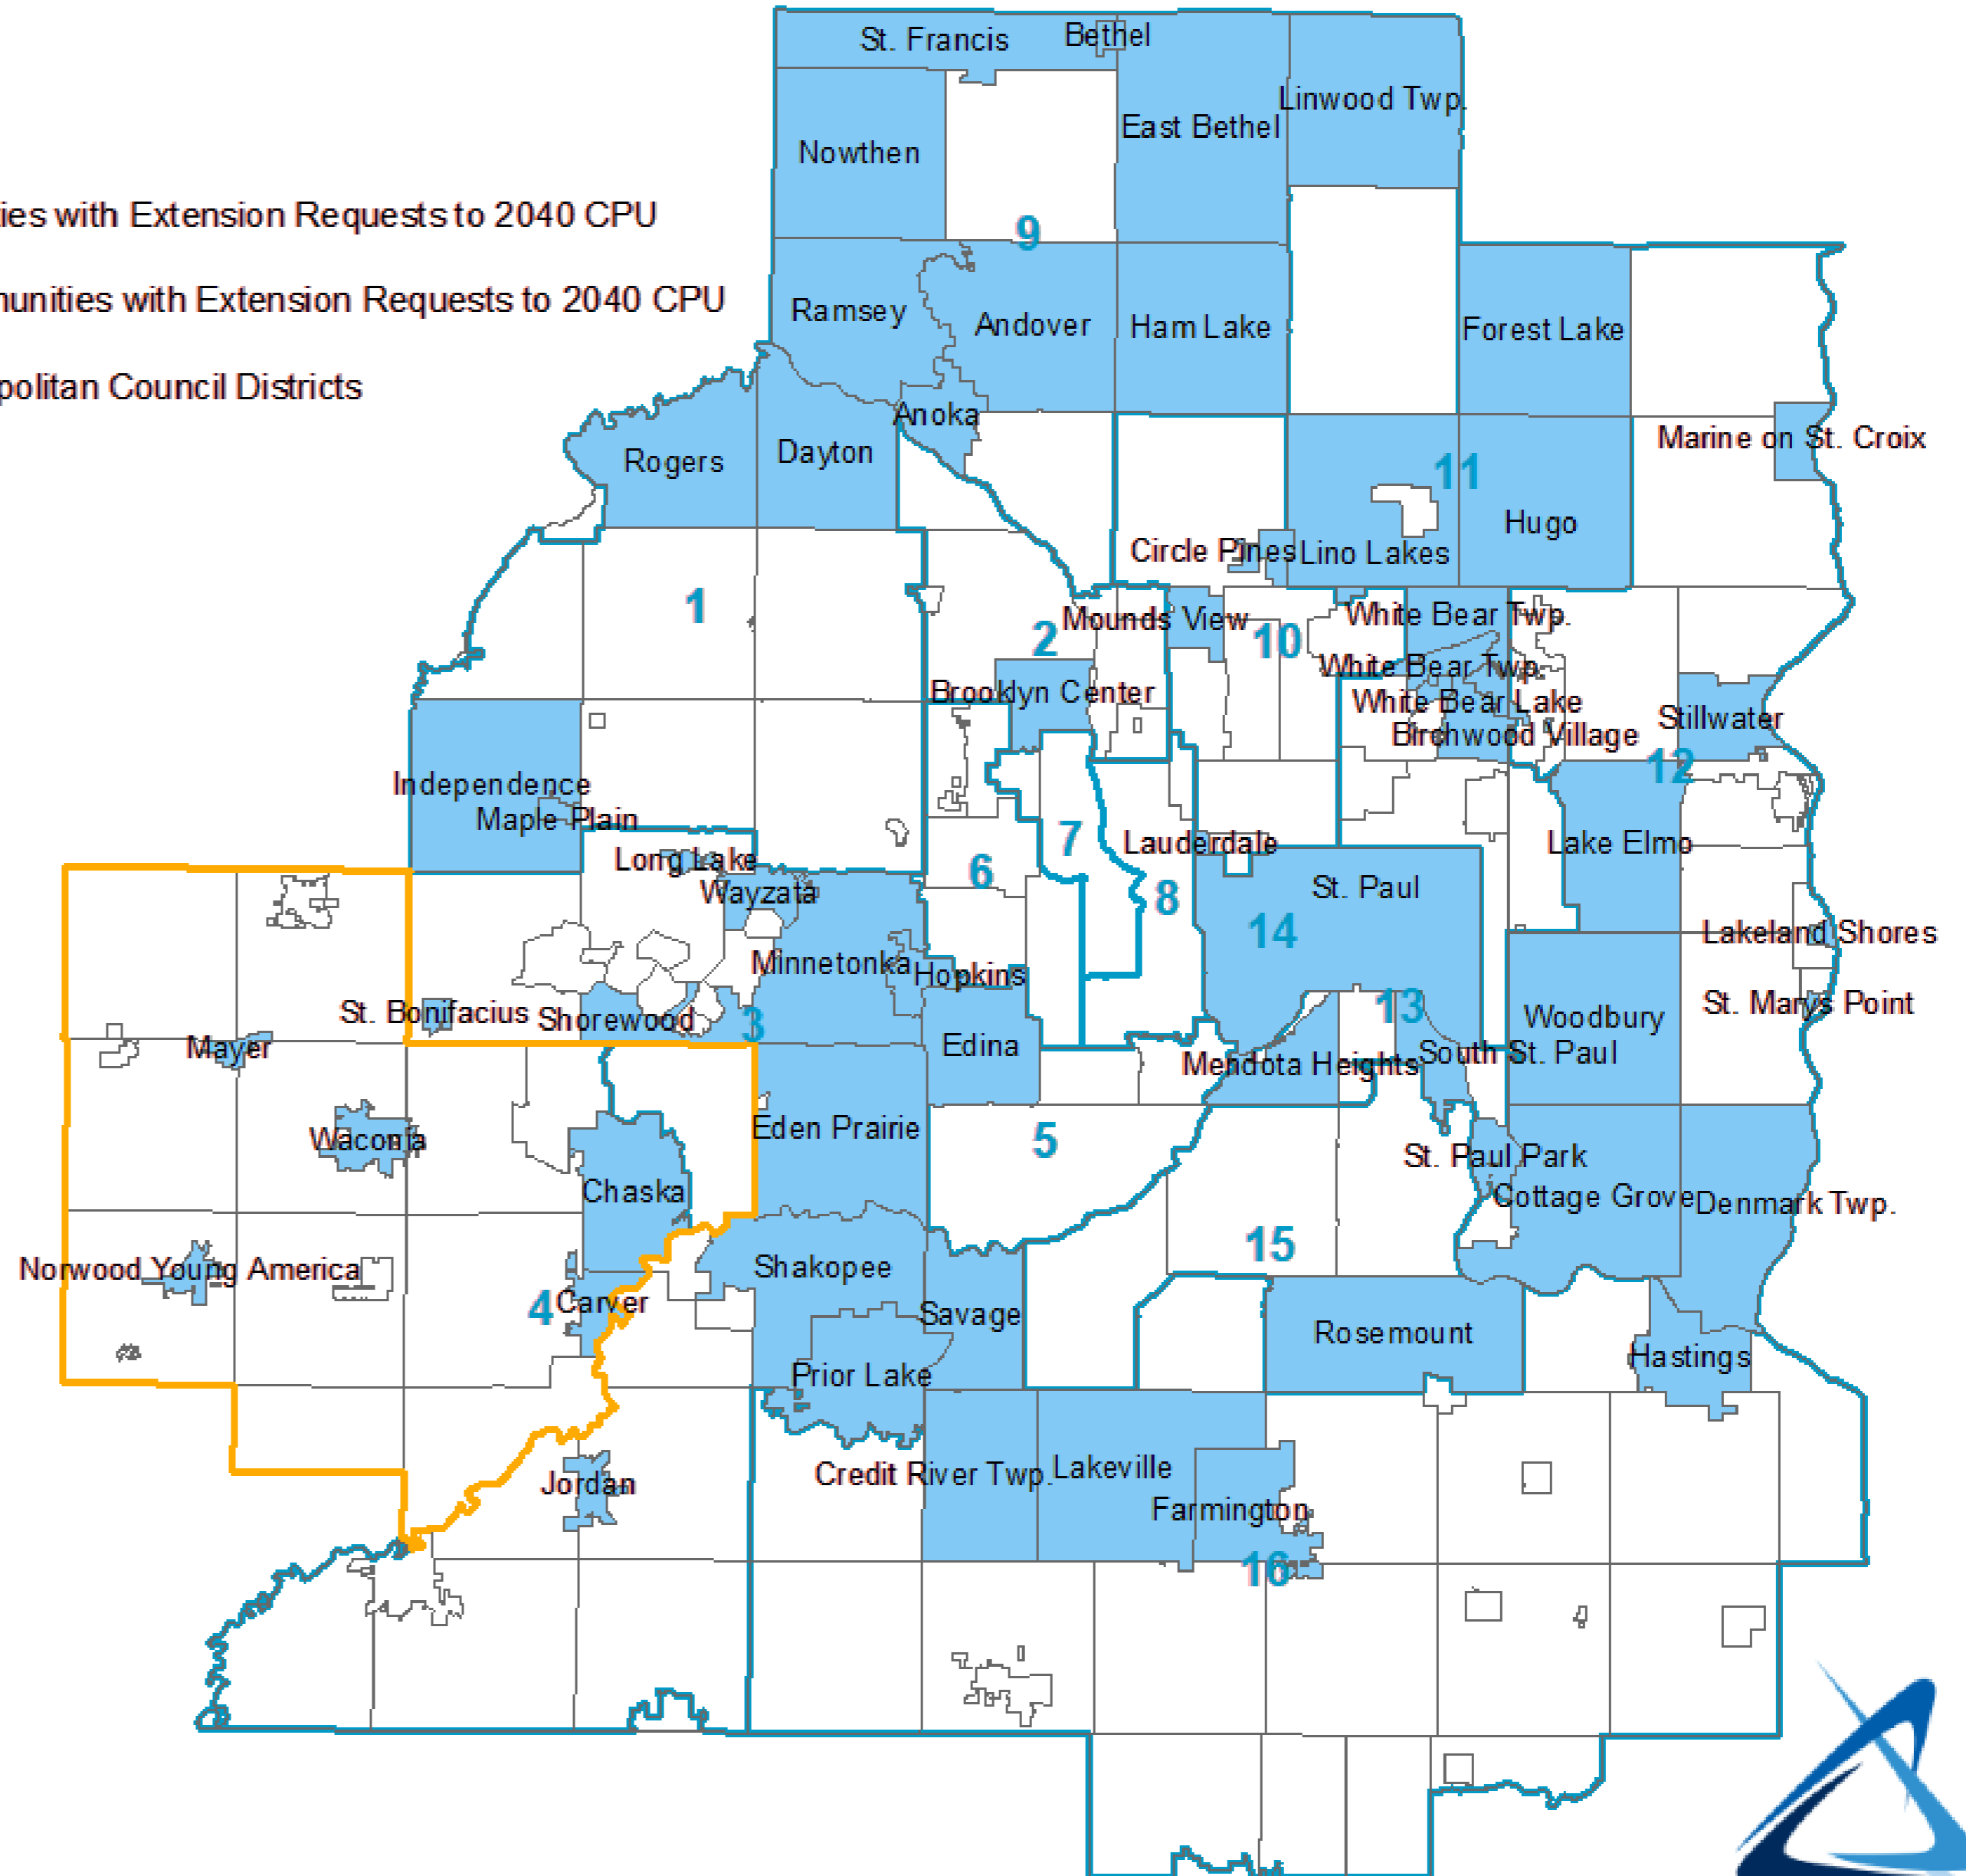 St. Francis
Bethel
Linwood Twp.
East Bethel
Nowthen
ies with Extension Requests to 2040 CPU
9
munities with Extension Requests to 2040 CPU
Ramsey
Andover
Ham Lake
Forest Lake
politan Council Districts
Anoka
Marine on St. Croix
Rogers
Dayton
11
Hugo
Circle Pines
Lino Lakes
1
2
Mounds View
10
White Bear Twp.
White Bear Twp.
Brooklyn Center
White Bear Lake
Stillwater
Birchwood Village
12
Independence
Maple Plain
7
Lauderdale
Lake Elmo
Long Lake
6
Wayzata
8
St. Paul
14
Lakeland Shores
Minnetonka
Hopkins
St. Bonifacius
Shorewood
3
13
St. Marys Point
Woodbury
Mayer
Edina
Mendota Heights
South St. Paul
Waconia
Eden Prairie
5
St. Paul Park
Chaska
Cottage Grove
Denmark Twp.
Norwood Young America
Shakopee
15
4
Carver
Savage
Rosemount
Hastings
Prior Lake
Jordan
Credit River Twp.
Lakeville
Farmington
16